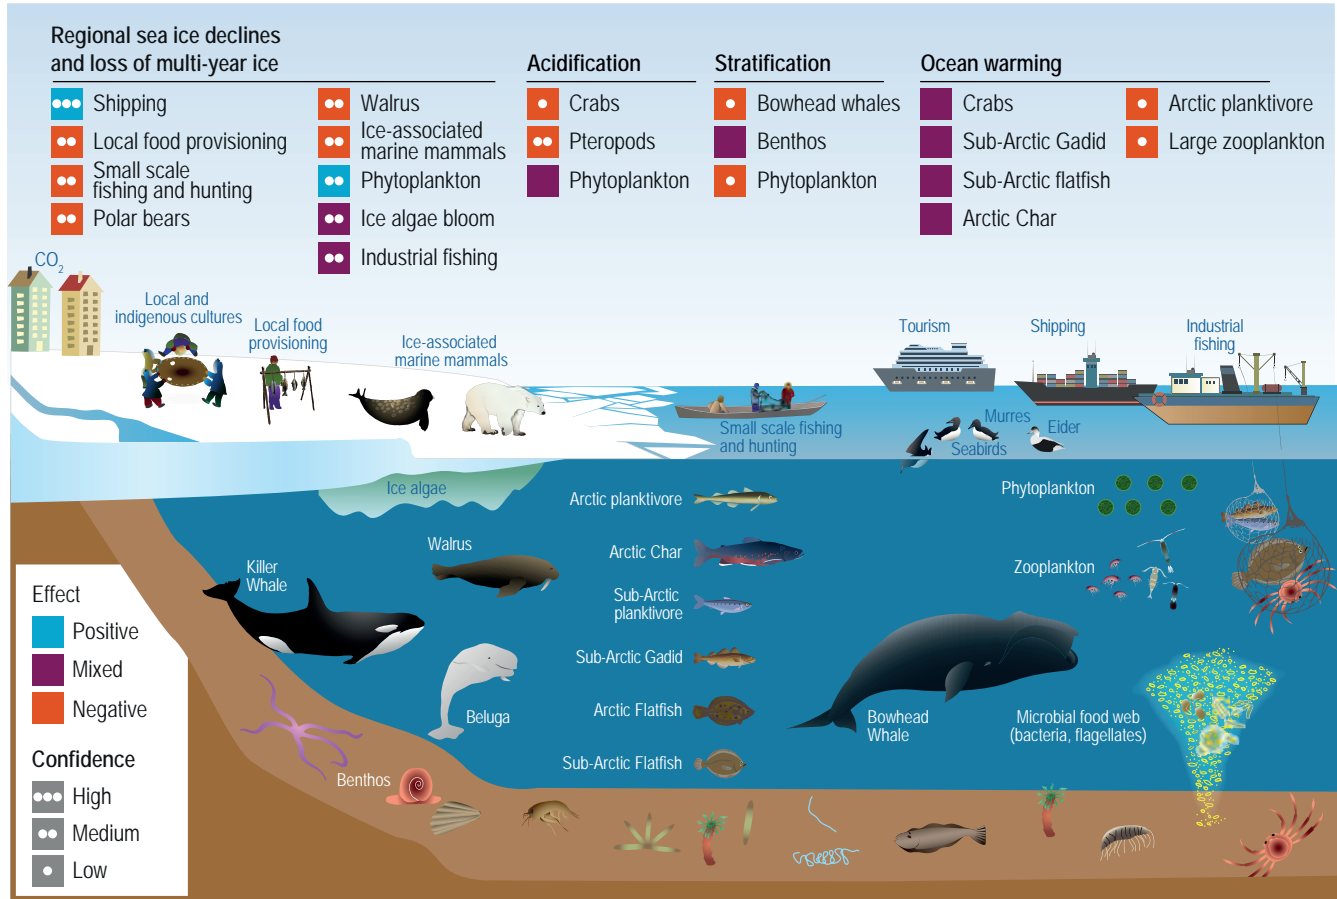 Regional sea ice declines
and loss of multi-year ice
Shipping
Local food provisioning
Small scale
fishing and hunting
Polar bears
Walrus
Ice-associated
marine mammals
Phytoplankton
Ice algae bloom
Industrial fishing
Acidification
Crabs
Pteropods
Phytoplankton
Stratification
Bowhead whales
Benthos
Phytoplankton
Ocean warming
Crabs
Sub-Arctic Gadid
Sub-Arctic flatfish
Arctic Char
Arctic planktivore
Large zooplankton
CO2
Local and
indigenous cultures
Local food
provisioning
Ice-associated
marine mammals
Tourism
Shipping
Industrial
fishing
Small scale fishing
and hunting
Murres
Seabirds
Eider
Ice algae
Arctic planktivore
Phytoplankton
Walrus
Arctic Char
Zooplankton
Killer
Whale
Sub-Arctic
planktivore
Sub-Arctic Gadid
Beluga
Arctic Flatfish
Bowhead
Whale
Microbial food web
(bacteria, flagellates)
Sub-Arctic Flatfish
Benthos
Effect
Positive
Mixed
Negative
Confidence
High
Medium
Low